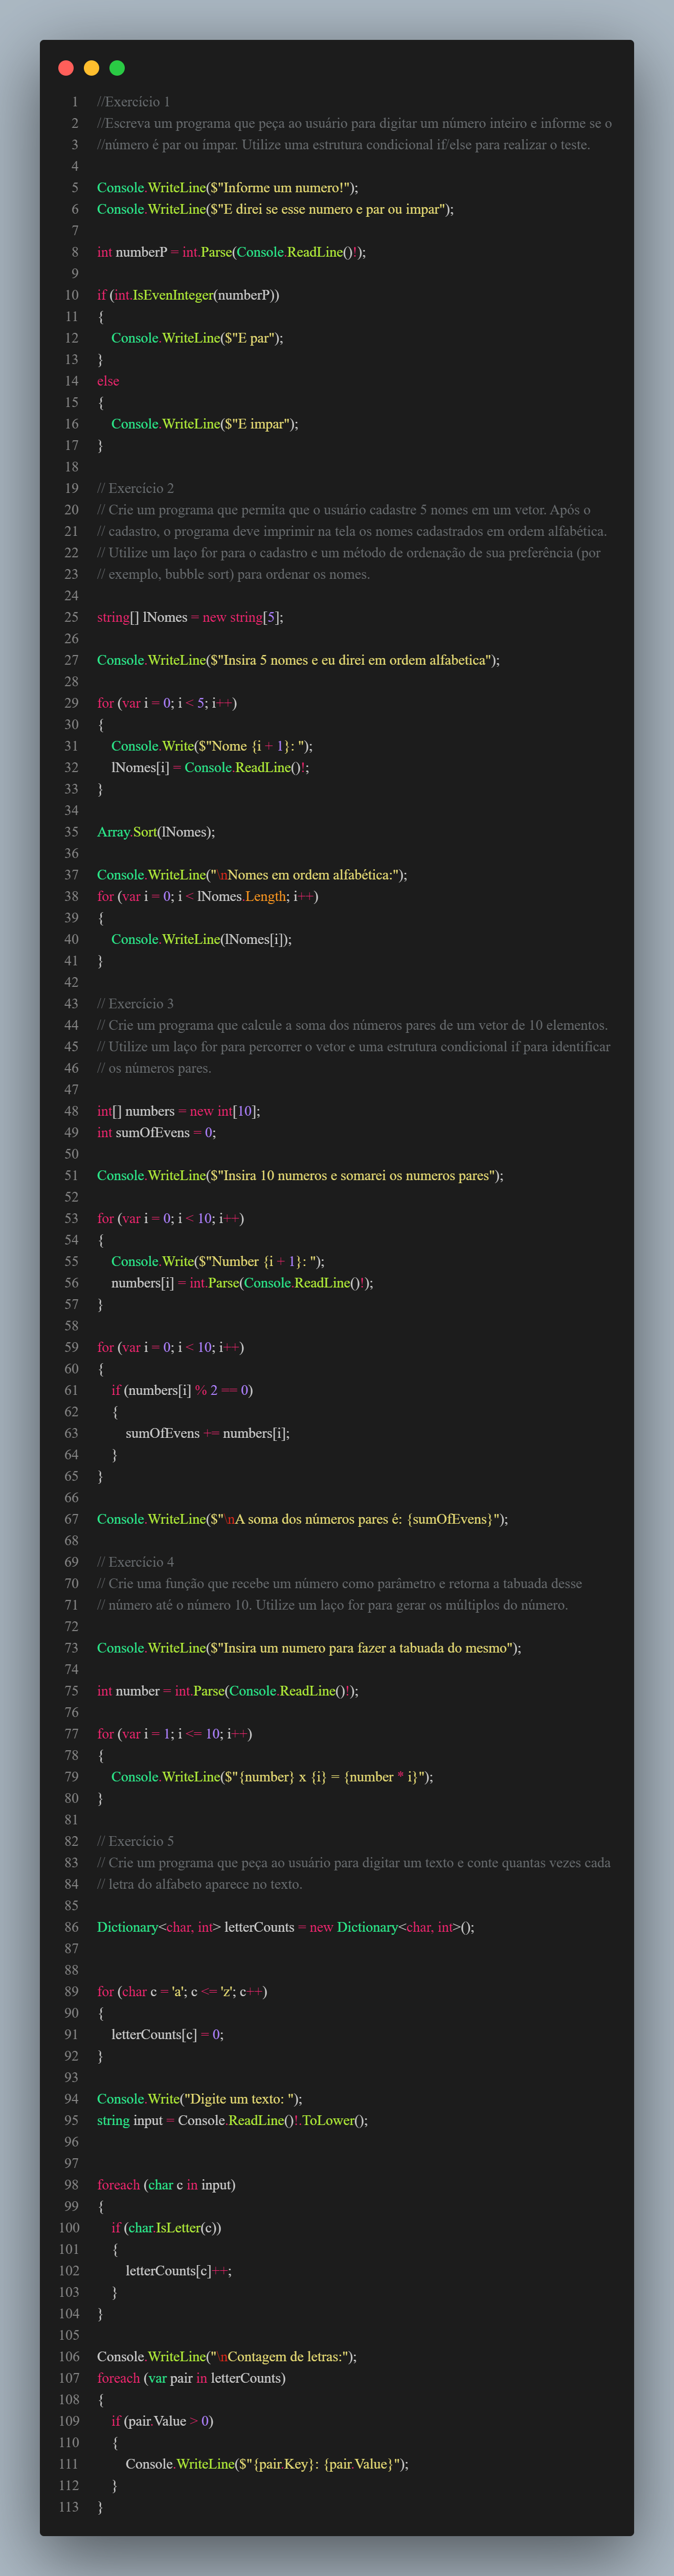 1 //Exercício 1
2 //Escreva um programa que peça ao usuário para digitar um número inteiro e informe se o
3 //número é par ou ímpar. Utilize uma estrutura condicional if/else para realizar o teste.
4
5 Console.WriteLine($"Informe um numero!");
6 Console.WriteLine($"E direi se esse numero e par ou impar");
7
8 int numberP = int.Parse(Console.ReadLine()!);
9
10 if (int.IsEvenInteger(numberP))
11 {
12     Console.WriteLine($"E par");
13 }
14 else
15 {
16     Console.WriteLine($"E impar");
17 }
18
19 // Exercício 2
20 // Crie um programa que permita que o usuário cadastre 5 nomes em um vetor. Após o
21 // cadastro, o programa deve imprimir na tela os nomes cadastrados em ordem alfabética.
22 // Utilize um laço for para o cadastro e um método de ordenação de sua preferência (por
23 // exemplo, bubble sort) para ordenar os nomes.
24
25 string[] lNomes = new string[5];
26
27 Console.WriteLine($"Insira 5 nomes e eu direi em ordem alfabetica");
28
29 for (var i = 0; i < 5; i++)
30 {
31     Console.Write($"Nome {i + 1}: ");
32     lNomes[i] = Console.ReadLine()!;
33 }
34
35 Array.Sort(lNomes);
36
37 Console.WriteLine("\nNomes em ordem alfabética:");
38 for (var i = 0; i < lNomes.Length; i++)
39 {
40     Console.WriteLine(lNomes[i]);
41 }
42
43 // Exercício 3
44 // Crie um programa que calcule a soma dos números pares de um vetor de 10 elementos.
45 // Utilize um laço for para percorrer o vetor e uma estrutura condicional if para identificar
46 // os números pares.
47
48 int[] numbers = new int[10];
49 int sumOfEvens = 0;
50
51 Console.WriteLine($"Insira 10 numeros e somarei os numeros pares");
52
53 for (var i = 0; i < 10; i++)
54 {
55     Console.Write($"Number {i + 1}: ");
56     numbers[i] = int.Parse(Console.ReadLine()!);
57 }
58
59 for (var i = 0; i < 10; i++)
60 {
61     if (numbers[i] % 2 == 0)
62     {
63         sumOfEvens += numbers[i];
64     }
65 }
66
67 Console.WriteLine($"\nA soma dos números pares é: {sumOfEvens}");
68
69 // Exercício 4
70 // Crie uma função que recebe um número como parâmetro e retorna a tabuada desse
71 // número até o número 10. Utilize um laço for para gerar os múltiplos do número.
72
73 Console.WriteLine($"Insira um numero para fazer a tabuada do mesmo");
74
75 int number = int.Parse(Console.ReadLine()!);
76
77 for (var i = 1; i <= 10; i++)
78 {
79     Console.WriteLine($"{number} x {i} = {number * i}");
80 }
81
82 // Exercício 5
83 // Crie um programa que peça ao usuário para digitar um texto e conte quantas vezes cada
84 // letra do alfabeto aparece no texto.
85
86 Dictionary<char, int> letterCounts = new Dictionary<char, int>();
87
88
89 for (char c = 'a'; c <= 'z'; c++)
90 {
91     letterCounts[c] = 0;
92 }
93
94 Console.Write("Digite um texto: ");
95 string input = Console.ReadLine()!.ToLower();
96
97
98 foreach (char c in input)
99 {
100     if (char.IsLetter(c))
101     {
102         letterCounts[c]++;
103     }
104 }
105
106 Console.WriteLine("\nContagem de letras:");
107 foreach (var pair in letterCounts)
108 {
109     if (pair.Value > 0)
110     {
111         Console.WriteLine($"{pair.Key}: {pair.Value}");
112     }
113 }